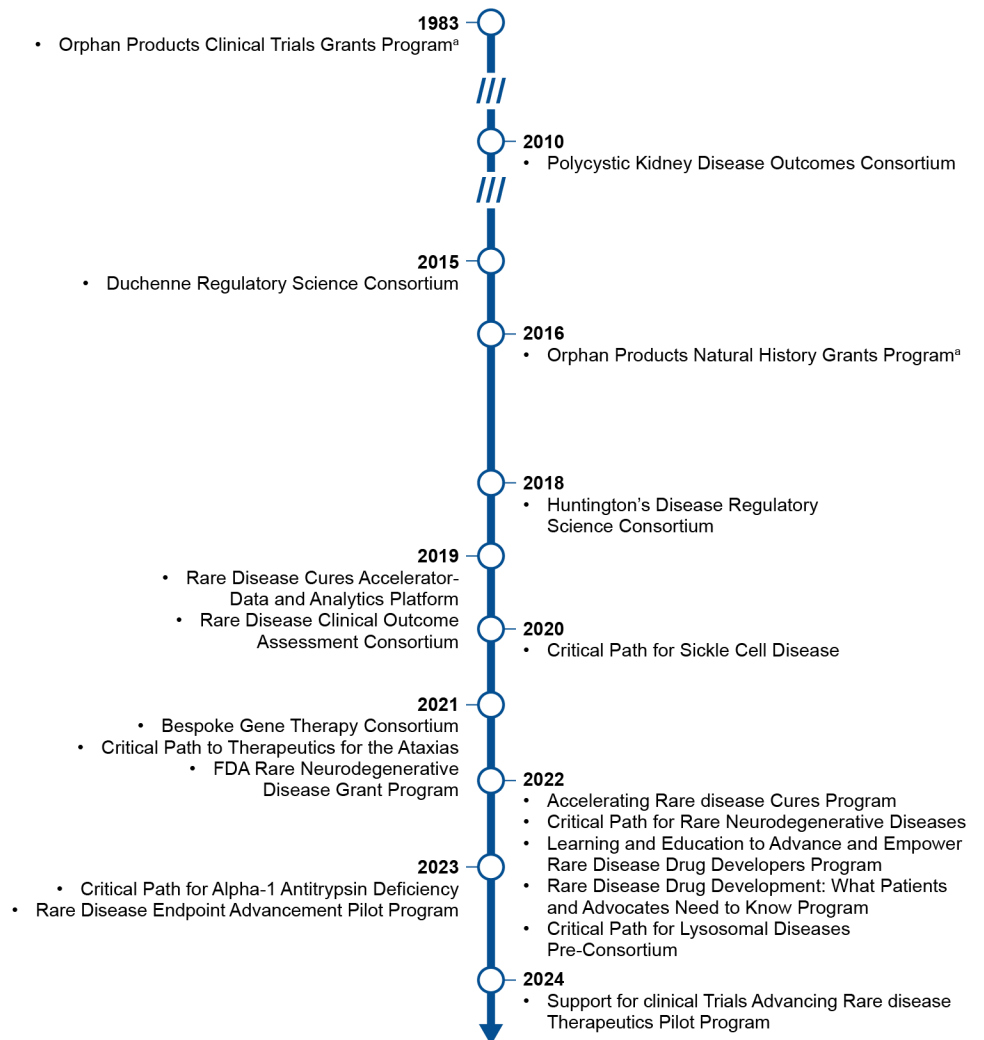 1983
• Orphan Products Clinical Trials Grants Programᵃ
2010
• Polycystic Kidney Disease Outcomes Consortium
2015
• Duchenne Regulatory Science Consortium
2016
• Orphan Products Natural History Grants Programᵃ
2018
• Huntington’s Disease Regulatory
Science Consortium
2019
• Rare Disease Cures Accelerator-
Data and Analytics Platform
• Rare Disease Clinical Outcome
Assessment Consortium
2020
• Critical Path for Sickle Cell Disease
2021
• Bespoke Gene Therapy Consortium
• Critical Path to Therapeutics for the Ataxias
• FDA Rare Neurodegenerative
Disease Grant Program
2022
• Accelerating Rare disease Cures Program
• Critical Path for Rare Neurodegenerative Diseases
• Learning and Education to Advance and Empower
Rare Disease Drug Developers Program
• Rare Disease Drug Development: What Patients
and Advocates Need to Know Program
• Critical Path for Lysosomal Diseases
Pre-Consortium
2023
• Critical Path for Alpha-1 Antitrypsin Deficiency
• Rare Disease Endpoint Advancement Pilot Program
2024
• Support for clinical Trials Advancing Rare disease
Therapeutics Pilot Program